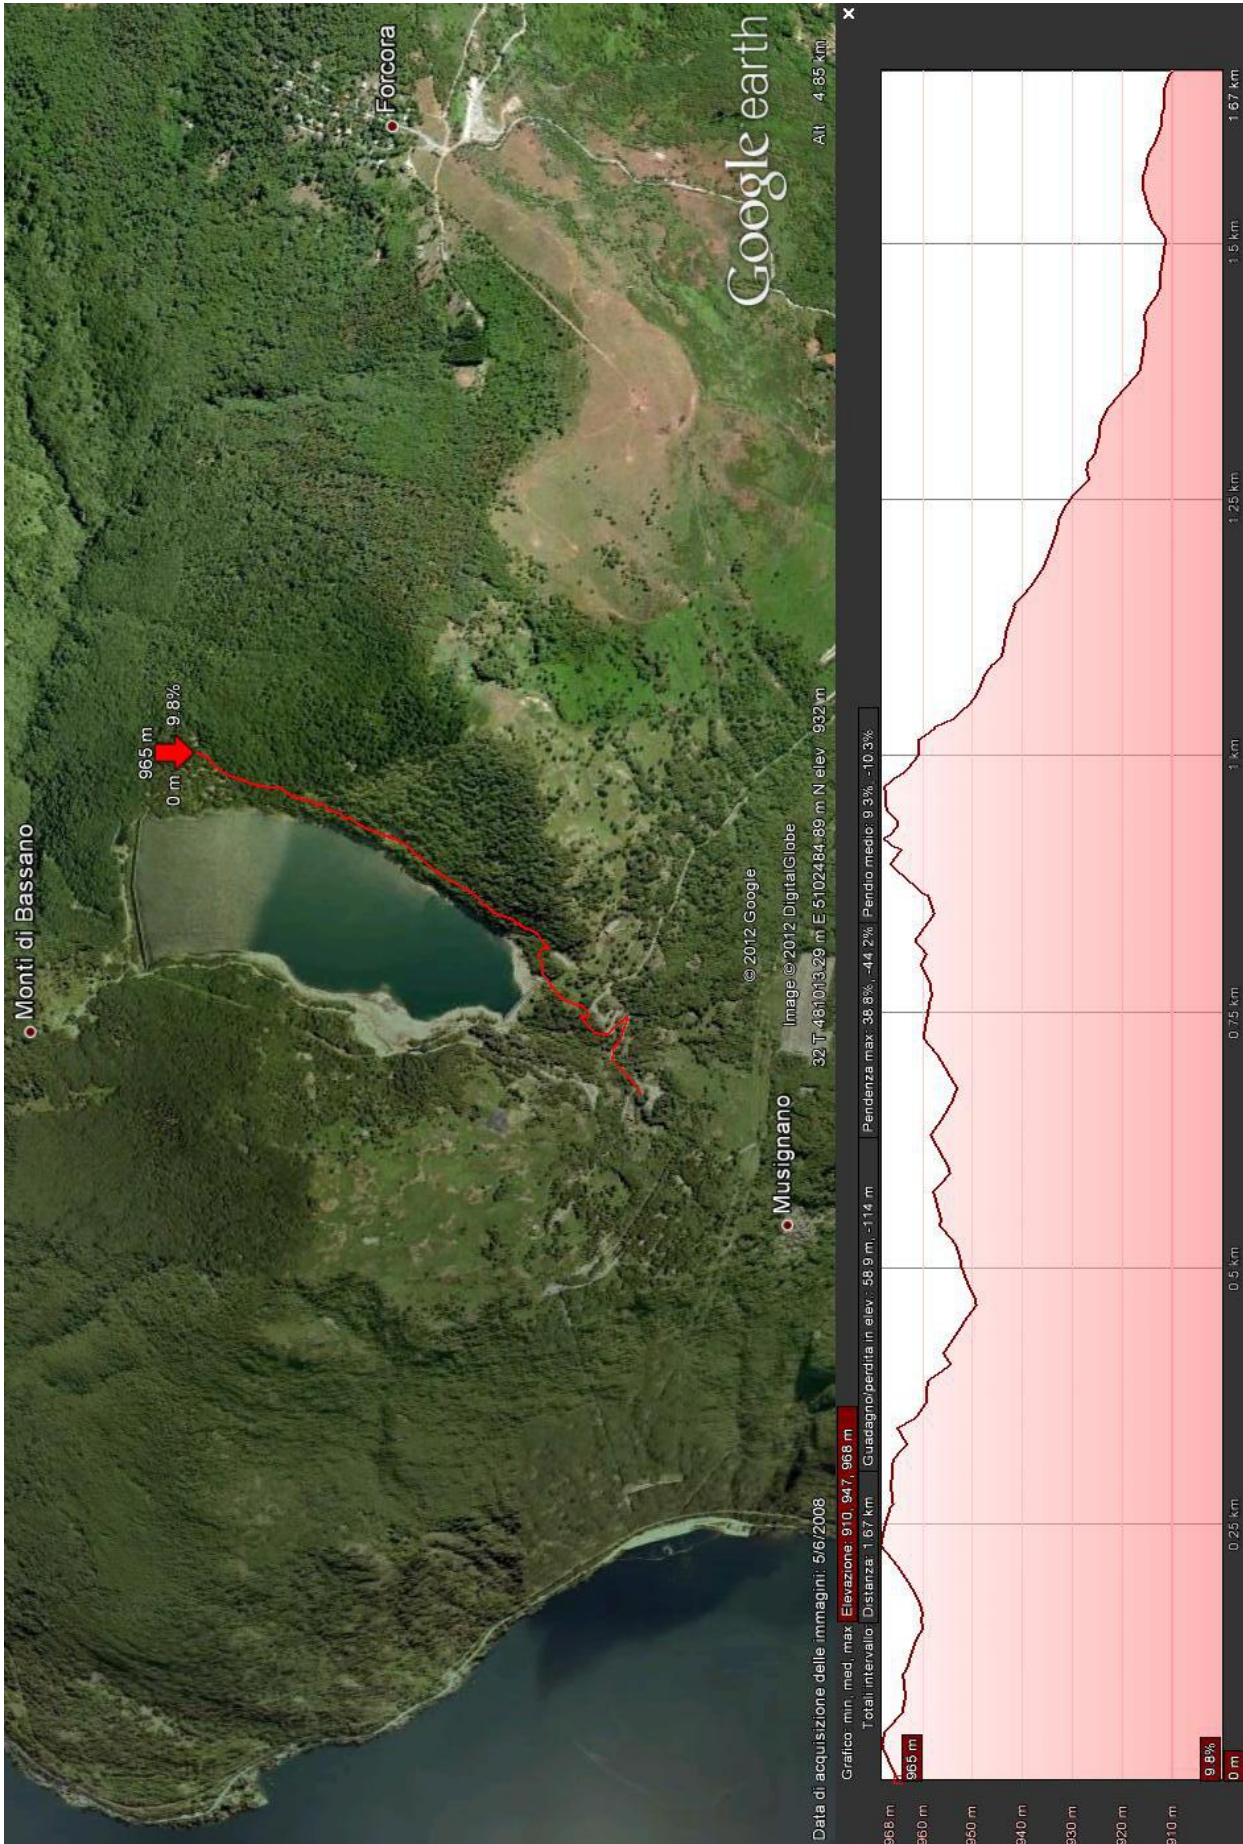 Monti di Bassano
965 m
0 m 9.8%
Forcora
Musignano
© 2012 Google
Image © 2012 DigitalGlobe
Google earth
Data di acquisizione delle immagini: 5/6/2008
32 T 481013.29 m E 5102484.89 m N elev 932 m
Alt 4.85 km
Grafico: min, med, max Elevazione: 910, 947, 968 m
Totali intervallo: Distanza: 1.67 km Guadagno/perdita in elev.: 58.9 m, -114 m Pendenza max: 38.8%, -44.2% Pendio medio: 9.3%, -10.3%
968 m
960 m
950 m
940 m
930 m
920 m
910 m
965 m
9.8%
0 m
0.25 km
0.5 km
0.75 km
1 km
1.25 km
1.5 km
1.67 km